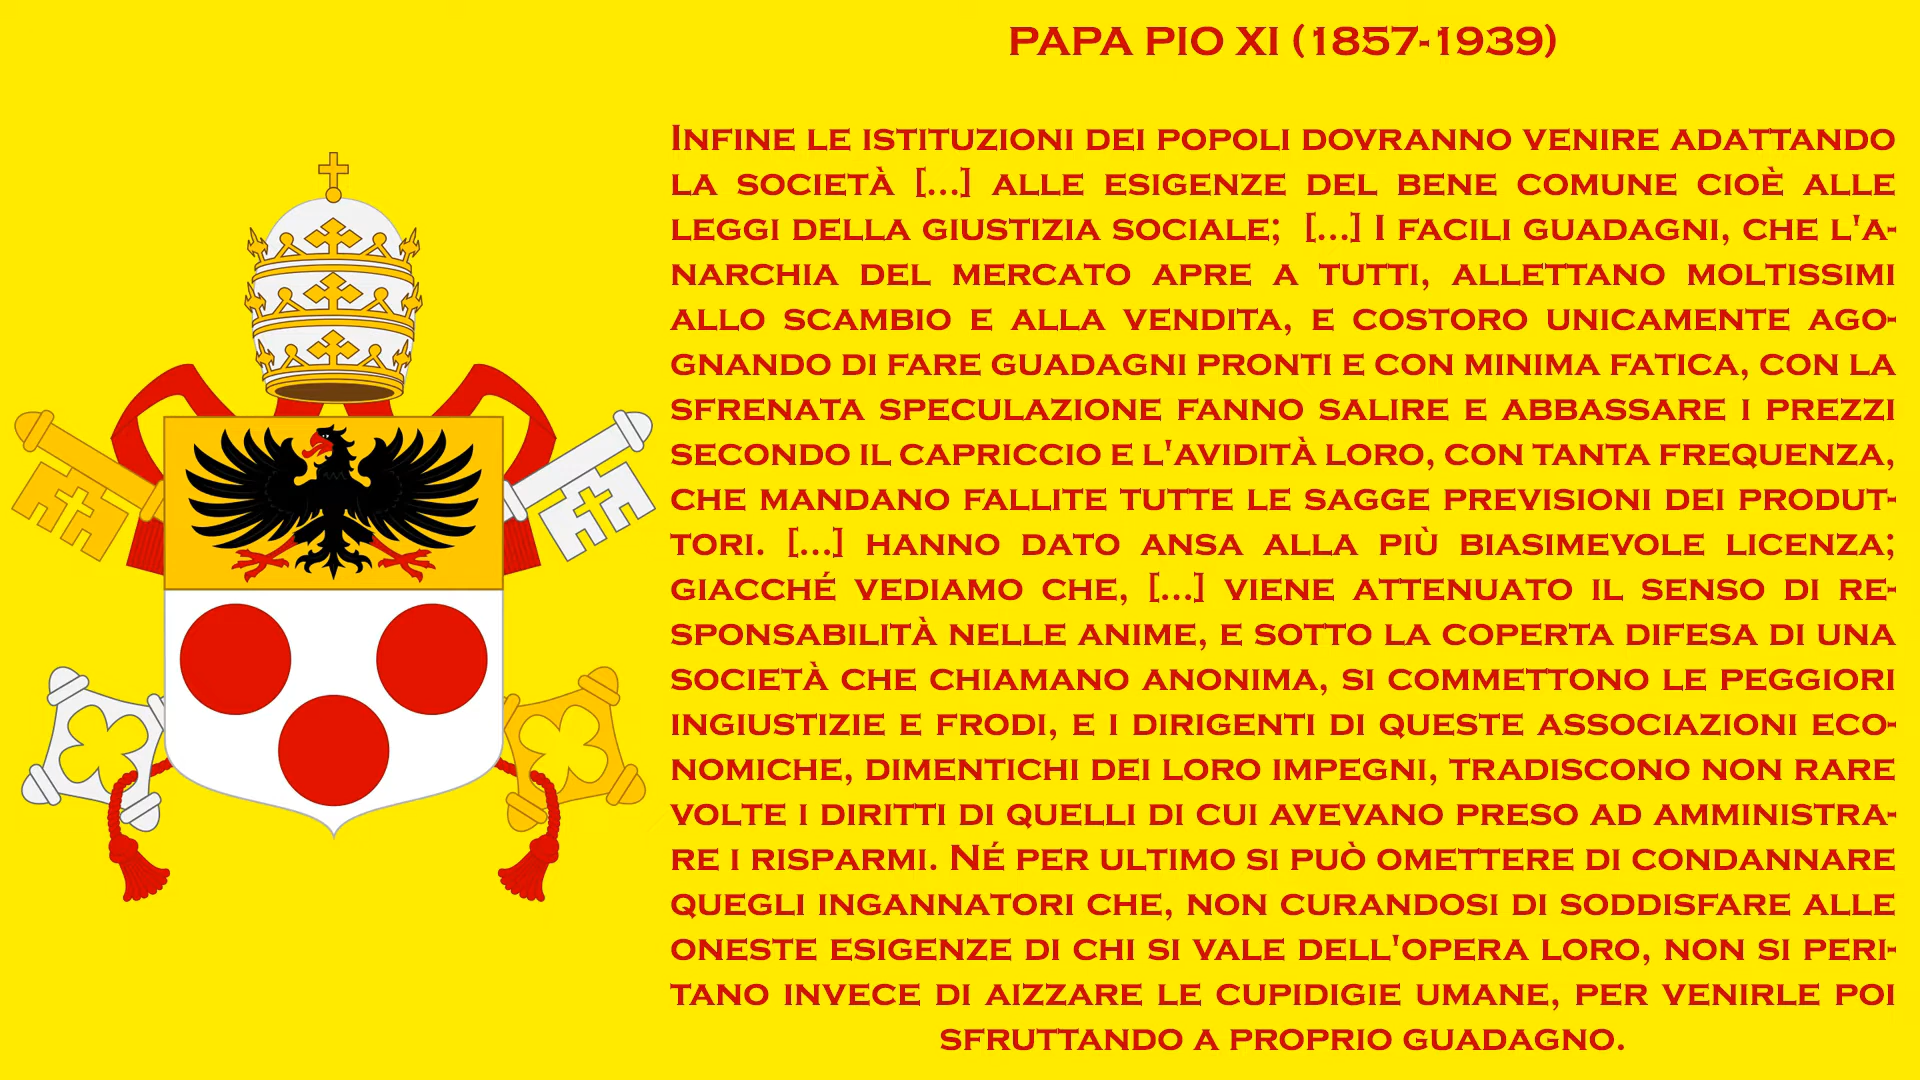 PAPA PIO XI (1857-1939)
INFINE LE ISTITUZIONI DEI POPOLI DOVRANNO VENIRE ADATTANDO
LA SOCIETÀ [...] ALLE ESIGENZE DEL BENE COMUNE CIOÈ ALLE
LEGGI DELLA GIUSTIZIA SOCIALE; [...] I FACILI GUADAGNI, CHE L'A-
NARCHIA DEL MERCATO APRE A TUTTI, ALLETTANO MOLTISSIMI
ALLO SCAMBIO E ALLA VENDITA, E COSTORO UNICAMENTE AGO-
GNANDO DI FARE GUADAGNI PRONTI E CON MINIMA FATICA, CON LA
SFRENATA SPECULAZIONE FANNO SALIRE E ABBASSARE I PREZZI
SECONDO IL CAPRICCIO E L'AVIDITÀ LORO, CON TANTA FREQUENZA,
CHE MANDANO FALLITE TUTTE LE SAGGE PREVISIONI DEI PRODUT-
TORI. [...] HANNO DATO ANSA ALLA PIÙ BIASIMEVOLE LICENZA;
GIACCHÉ VEDIAMO CHE, [...] VIENE ATTENUATO IL SENSO DI RE-
SPONSABILITÀ NELLE ANIME, E SOTTO LA COPERTA DIFESA DI UNA
SOCIETÀ CHE CHIAMANO ANONIMA, SI COMMETTONO LE PEGGIORI
INGIUSTIZIE E FRODI, E I DIRIGENTI DI QUESTE ASSOCIAZIONI ECO-
NOMICHE, DIMENTICHI DEI LORO IMPEGNI, TRADISCONO NON RARE
VOLTE I DIRITTI DI QUELLI DI CUI AVEVANO PRESO AD AMMINISTRA-
RE I RISPARMI. NÉ PER ULTIMO SI PUÒ OMETTERE DI CONDANNARE
QUEGLI INGANNATORI CHE, NON CURANDOSI DI SODDISFARE ALLE
ONESTE ESIGENZE DI CHI SI VALE DELL'OPERA LORO, NON SI PERI-
TANO INVECE DI AIZZARE LE CUPIDIGIE UMANE, PER VENIRLE POI
SFRUTTANDO A PROPRIO GUADAGNO.